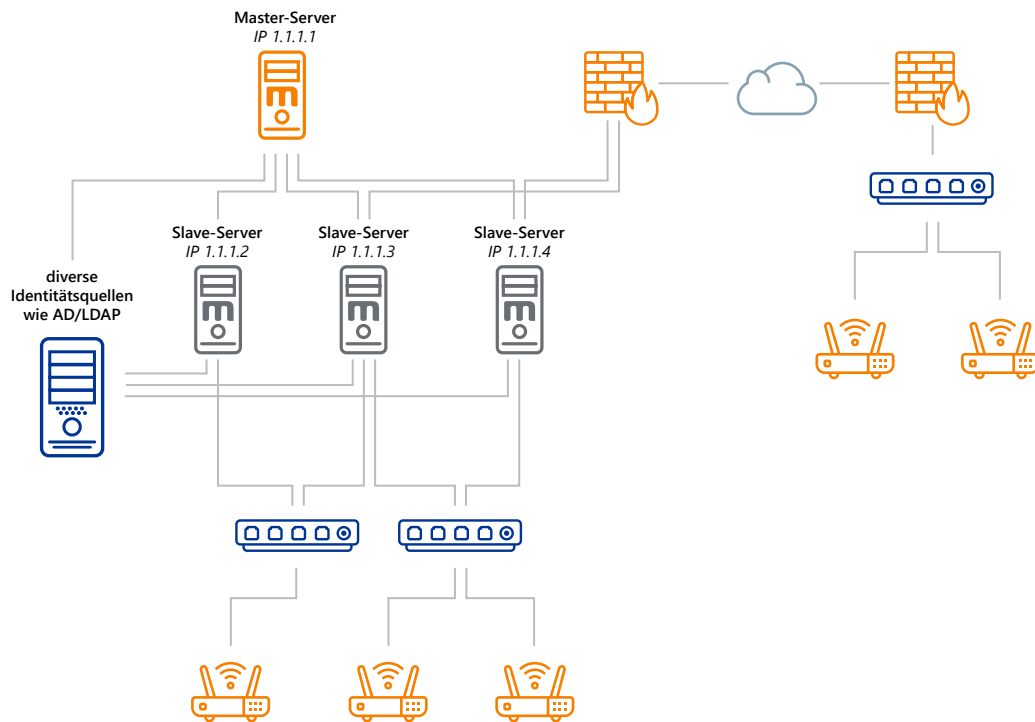 Master-Server
IP 1.1.1.1
Slave-Server
IP 1.1.1.2
Slave-Server
IP 1.1.1.3
Slave-Server
IP 1.1.1.4
diverse
Identitätsquellen
wie AD/LDAP
m
m
m
m